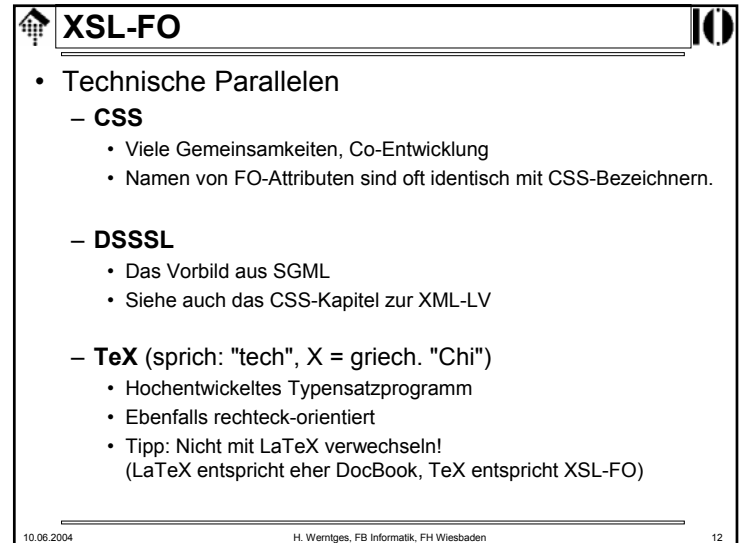 XSL-FO
• Technische Parallelen
– CSS
• Viele Gemeinsamkeiten, Co-Entwicklung
• Namen von FO-Attributen sind oft identisch mit CSS-Bezeichnern.
– DSSSL
• Das Vorbild aus SGML
• Siehe auch das CSS-Kapitel zur XML-LV
– TeX (sprich: "tech", X = griech. "Chi")
• Hochentwickeltes Typensatzprogramm
• Ebenfalls rechteck-orientiert
• Tipp: Nicht mit LaTeX verwechseln!
(LaTeX entspricht eher DocBook, TeX entspricht XSL-FO)
10.06.2004 H. Werntges, FB Informatik, FH Wiesbaden 12